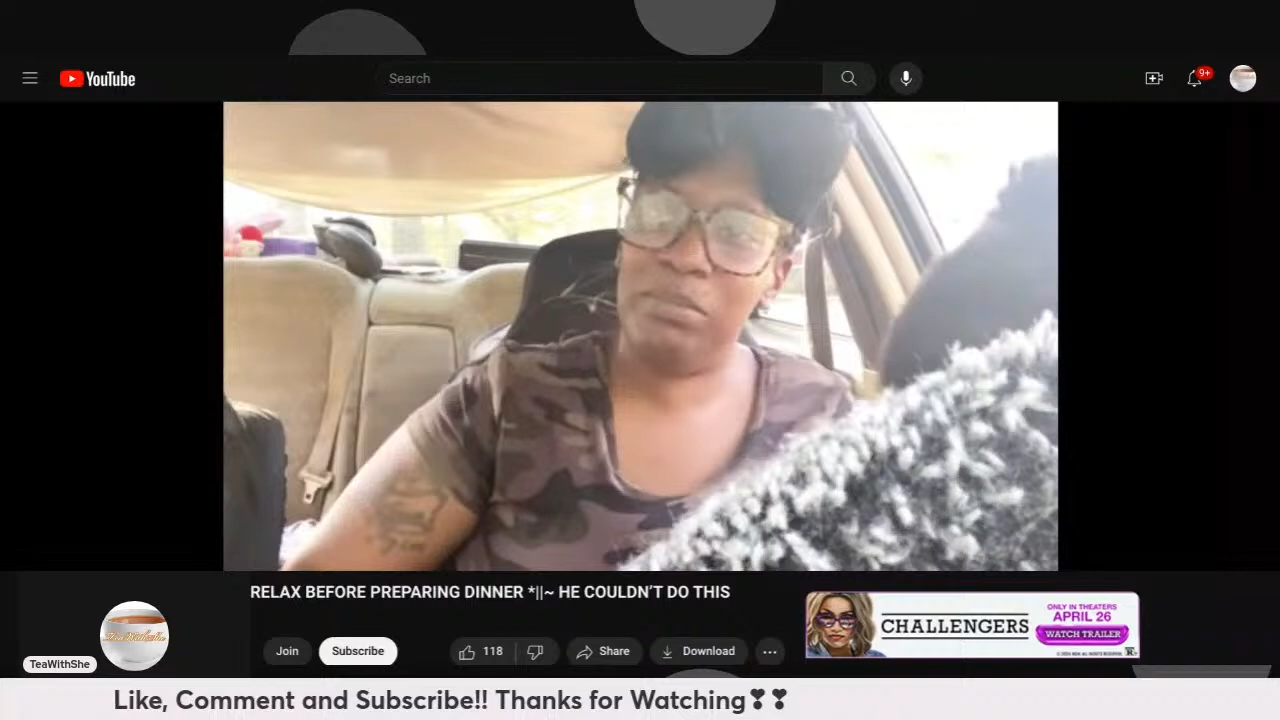 YouTube
Search
9+
RELAX BEFORE PREPARING DINNER *||~ HE COULDN'T DO THIS
ONLY IN THEATERS
APRIL 26
CHALLENGERS
WATCH TRAILER
TeaWithShe
Join
Subscribe
118
Share
Download
Like, Comment and Subscribe!! Thanks for Watching❣❣